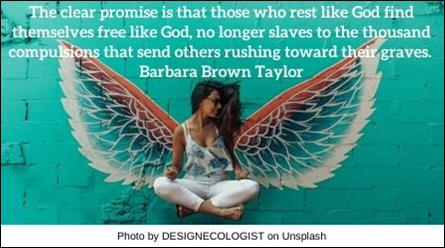 The clear promise is that those who rest like God find
themselves free like God, no longer slaves to the thousand
compulsions that send others rushing toward their graves.
Barbara Brown Taylor
Photo by DESIGNECOLOGIST on Unsplash